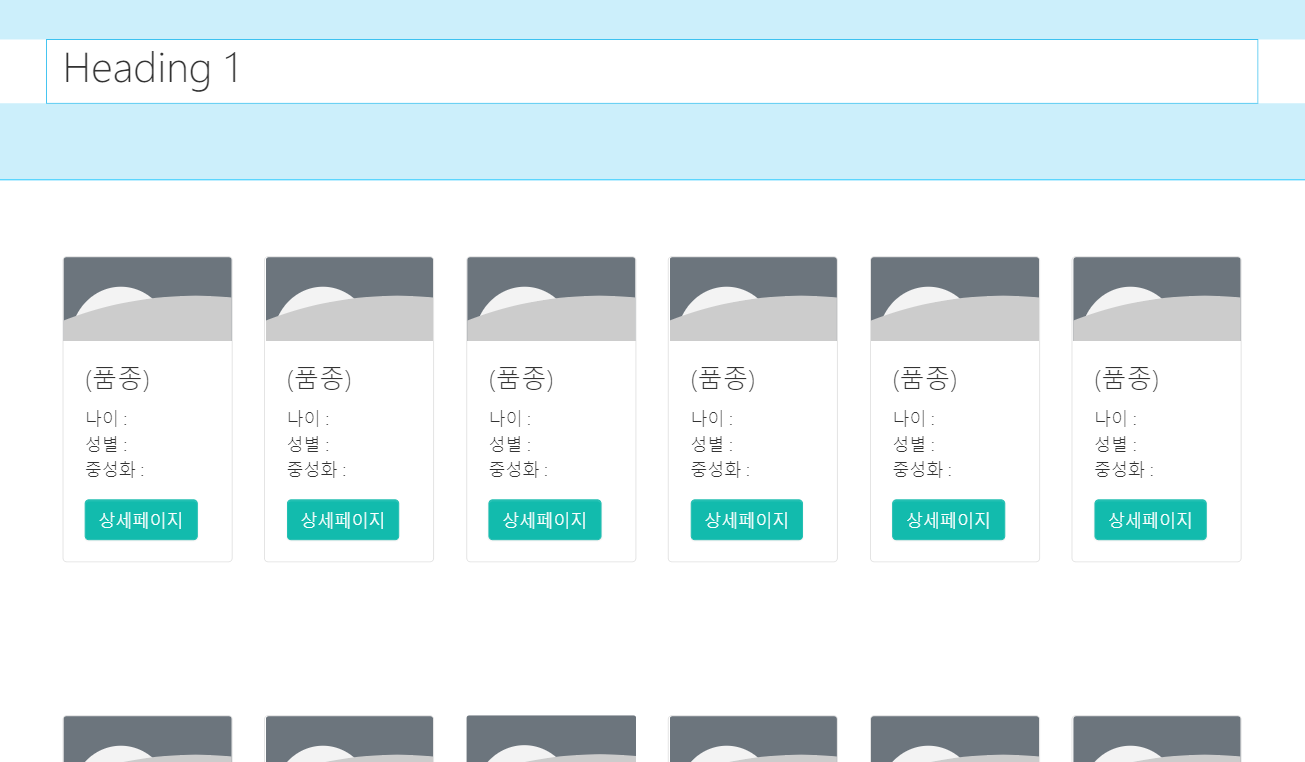 Heading 1
(품종) (품종) (품종) (품종) (품종) (품종)
나이 : 나이 : 나이 : 나이 : 나이 : 나이 :
성별 : 성별 : 성별 : 성별 : 성별 : 성별 :
중성화 : 중성화 : 중성화 : 중성화 : 중성화 : 중성화 :
상세페이지 상세페이지 상세페이지 상세페이지 상세페이지 상세페이지